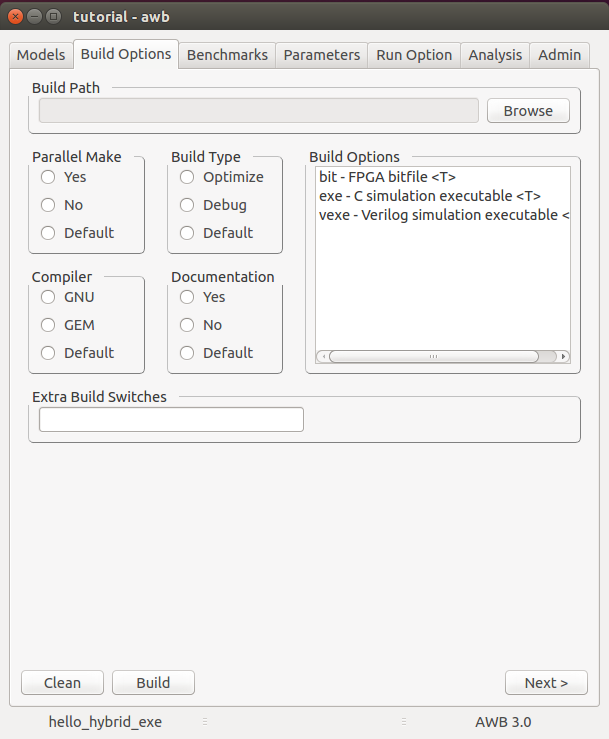 tutorial - awb
Models Build Options Benchmarks Parameters Run Option Analysis Admin
Build Path
Browse
Parallel Make Build Type Build Options
Yes Optimize bit - FPGA bitfile <T>
exe - C simulation executable <T>
No Debug vexe - Verilog simulation executable <
Default Default
Compiler Documentation
GNU Yes
GEM No
Default Default
Extra Build Switches
Clean Build Next >
hello_hybrid_exe AWB 3.0